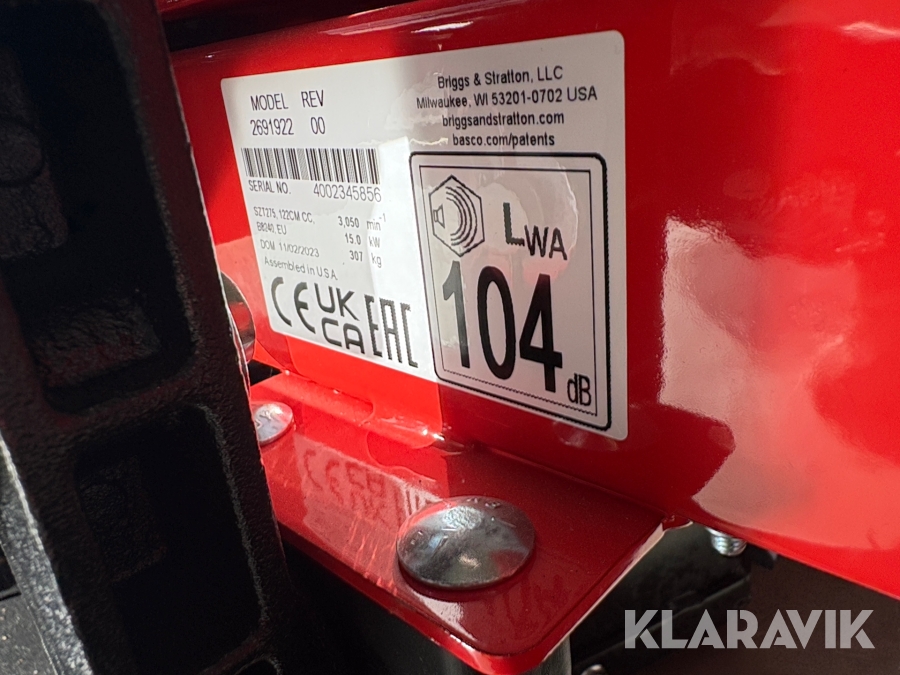 MODEL REV
2691922 00
SERIAL NO. 4002345856
SZT275, 122CM CC, 3,050 min-1
B8240, EU 15.0 kW
DOM 11/02/2023 307 kg
Assembled in U.S.A.
CE UK CA EAC
Briggs & Stratton, LLC
Milwaukee, WI 53201-0702 USA
briggsandstratton.com
basco.com/patents
LWA
104
dB
KLARAVIK